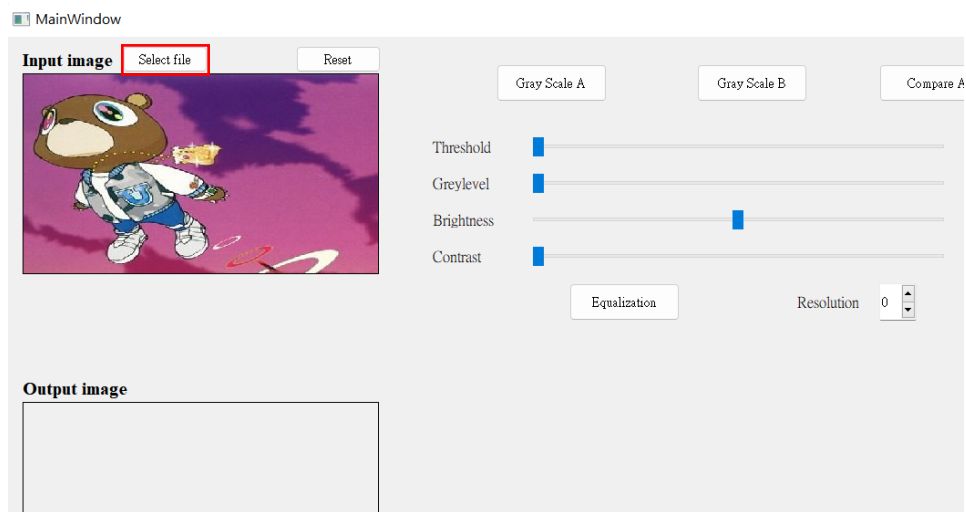 MainWindow
Input image
Select file
Reset
Gray Scale A
Gray Scale B
Compare A
Threshold
Greylevel
Brightness
Contrast
Equalization
Resolution
0
Output image